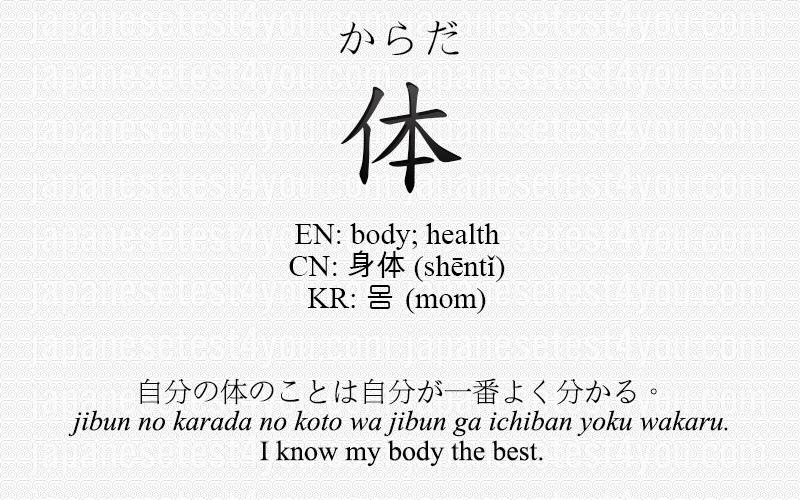 からだ
体
EN: body; health
CN: 身体 (shēntǐ)
KR: 몸 (mom)
自分の体のことは自分が一番よく分かる。
jibun no karada no koto wa jibun ga ichiban yoku wakaru.
I know my body the best.
japanesetest4you.com